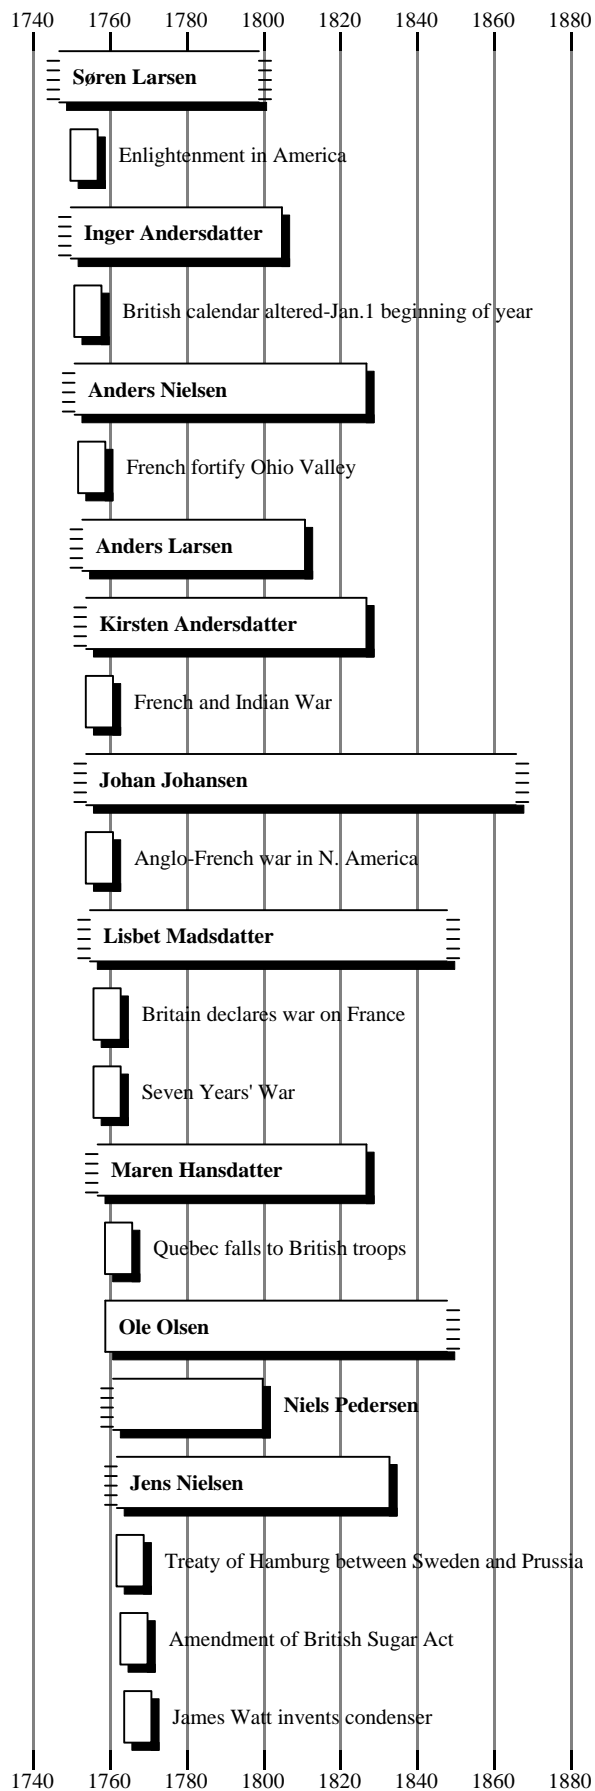 1740 1760 1780 1800 1820 1840 1860 1880
Søren Larsen
Enlightenment in America
Inger Andersdatter
British calendar altered-Jan.1 beginning of year
Anders Nielsen
French fortify Ohio Valley
Anders Larsen
Kirsten Andersdatter
French and Indian War
Johan Johansen
Anglo-French war in N. America
Lisbet Madsdatter
Britain declares war on France
Seven Years' War
Maren Hansdatter
Quebec falls to British troops
Ole Olsen
Niels Pedersen
Jens Nielsen
Treaty of Hamburg between Sweden and Prussia
Amendment of British Sugar Act
James Watt invents condenser
1740 1760 1780 1800 1820 1840 1860 1880